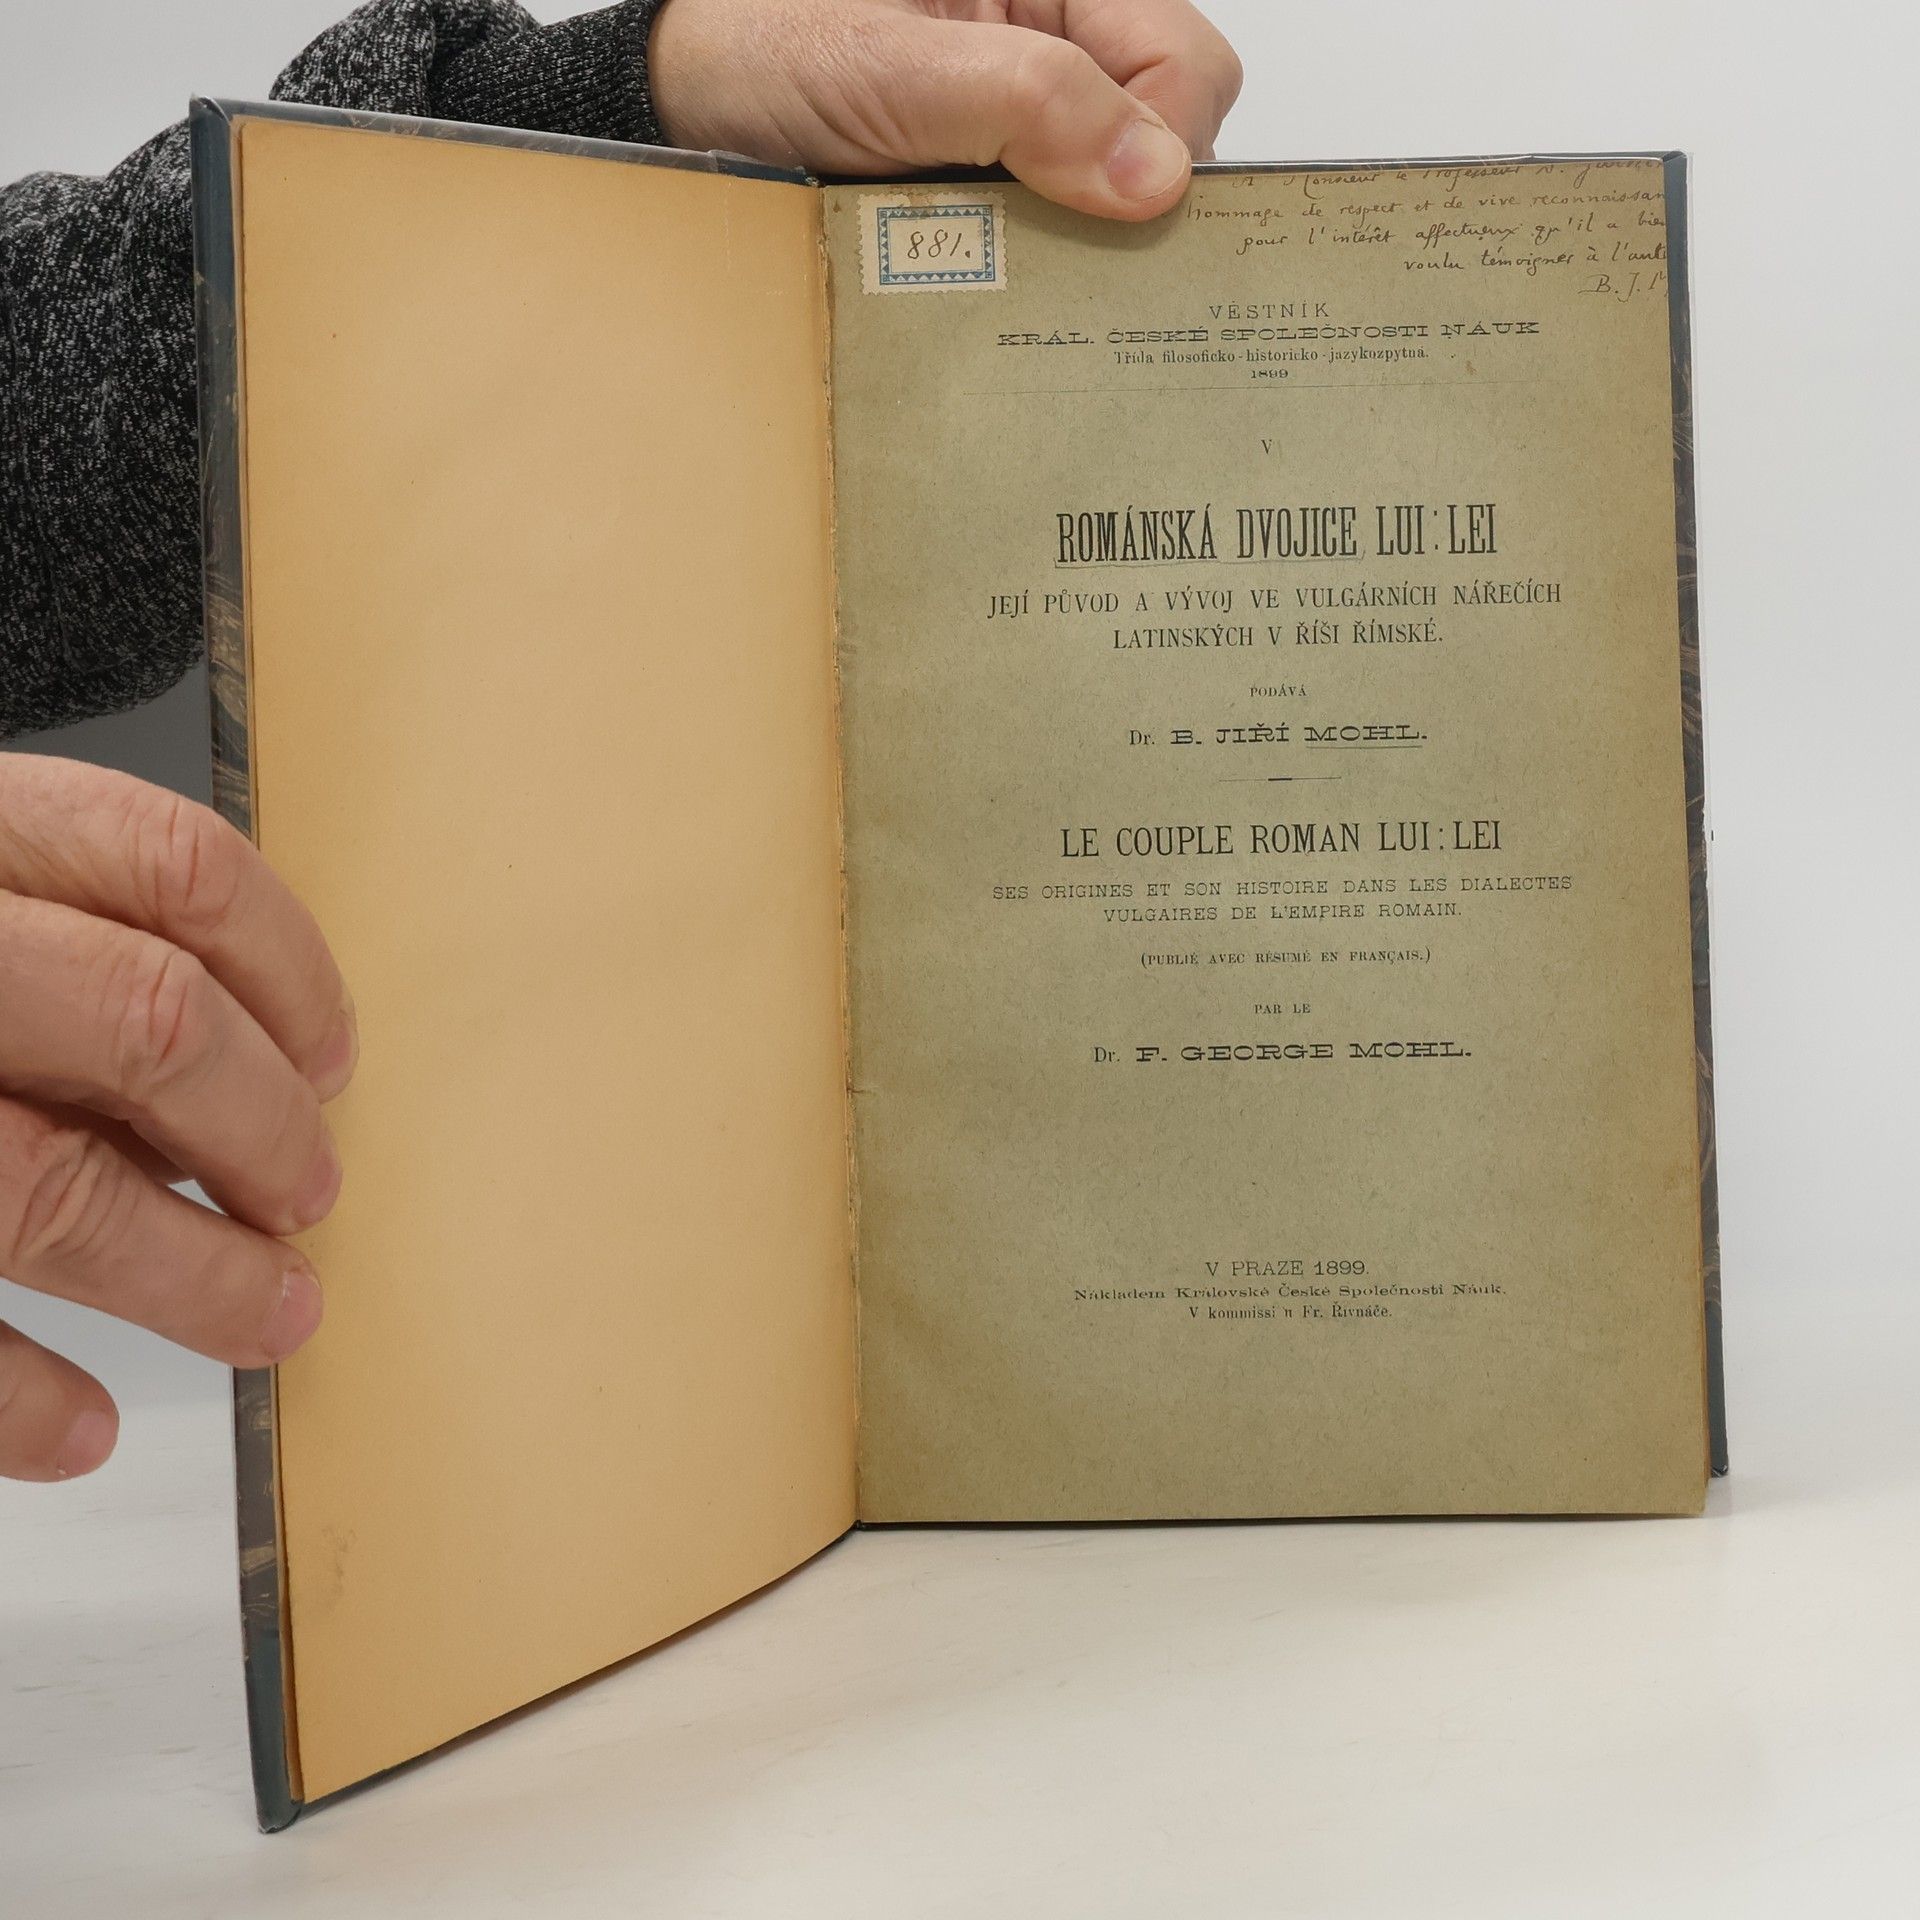 881.
A Monsieur le Professeur
hommage de respect et de vive reconnaissan
pour l'intérêt affectueux qu'il a bien
voulu témoigner à l'aute
B. J.
VĚSTNÍK
KRÁL. ČESKÉ SPOLEČNOSTI NÁUK
Třída filosoficko-historicko-jazykozpytná.
1899
V
ROMÁNSKÁ DVOJICE LUI : LEI
JEJÍ PŮVOD A VÝVOJ VE VULGÁRNÍCH NÁŘEČÍCH
LATINSKÝCH V ŘÍŠI ŘÍMSKÉ.
PODÁVÁ
Dr. B. JIŘÍ MOHL.
LE COUPLE ROMAN LUI : LEI
SES ORIGINES ET SON HISTOIRE DANS LES DIALECTES
VULGAIRES DE L'EMPIRE ROMAIN.
(PUBLIÉ AVEC RÉSUMÉ EN FRANÇAIS.)
PAR LE
Dr. F. GEORGE MOHL.
V PRAZE 1899.
Nákladem Královské České Společnosti Náuk.
V kommissi u Fr. Řivnáče.